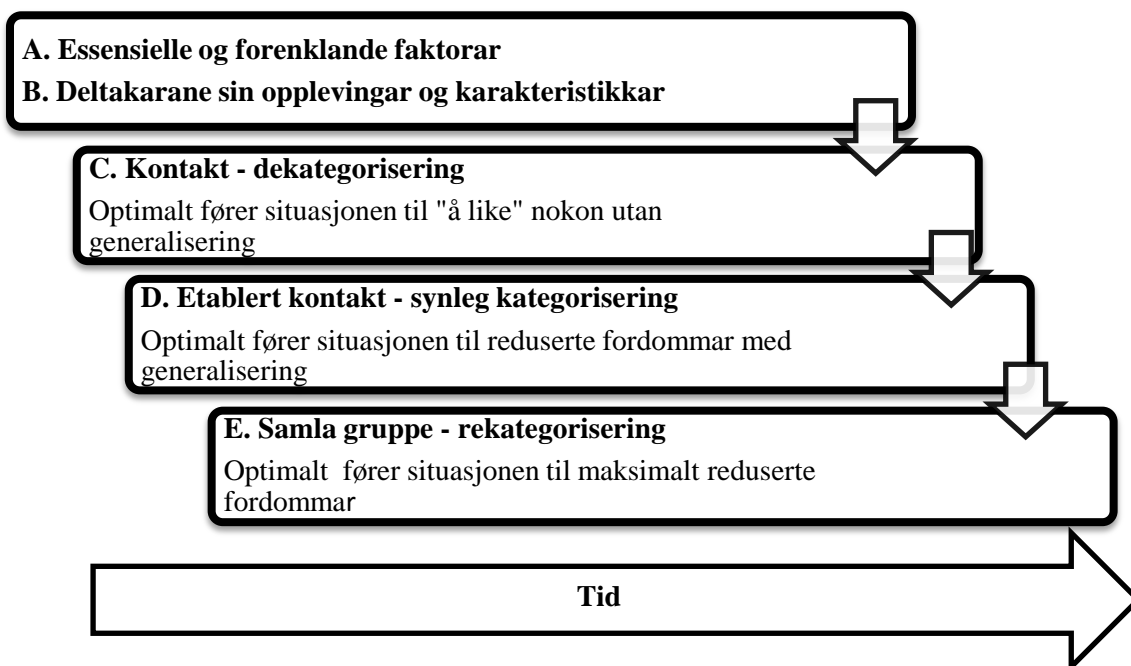 A. Essensielle og forenklande faktorar
B. Deltakarane sin opplevingar og karakteristikkar
C. Kontakt - dekategorisering
Optimalt fører situasjonen til "å like" nokon utan
generalisering
D. Etablert kontakt - synleg kategorisering
Optimalt fører situasjonen til reduserte fordommar med
generalisering
E. Samla gruppe - rekategorisering
Optimalt  fører situasjonen til maksimalt reduserte
fordommar
Tid